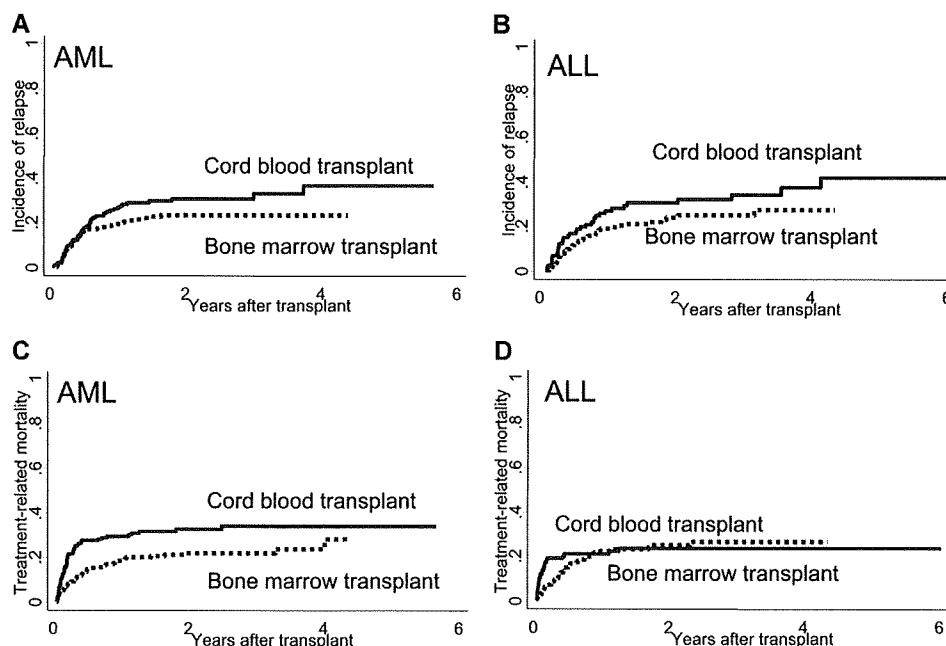 A
AML
Incidence of relapse
1
.8
.6
.4
.2
0
Cord blood transplant
Bone marrow transplant
0
2
4
6
Years after transplant
B
ALL
Incidence of relapse
1
.8
.6
.4
.2
0
Cord blood transplant
Bone marrow transplant
0
2
4
6
Years after transplant
C
AML
Treatment-related mortality
1
.8
.6
.4
.2
0
Cord blood transplant
Bone marrow transplant
0
2
4
6
Years after transplant
D
ALL
Treatment-related mortality
1
.8
.6
.4
.2
0
Cord blood transplant
Bone marrow transplant
0
2
4
6
Years after transplant